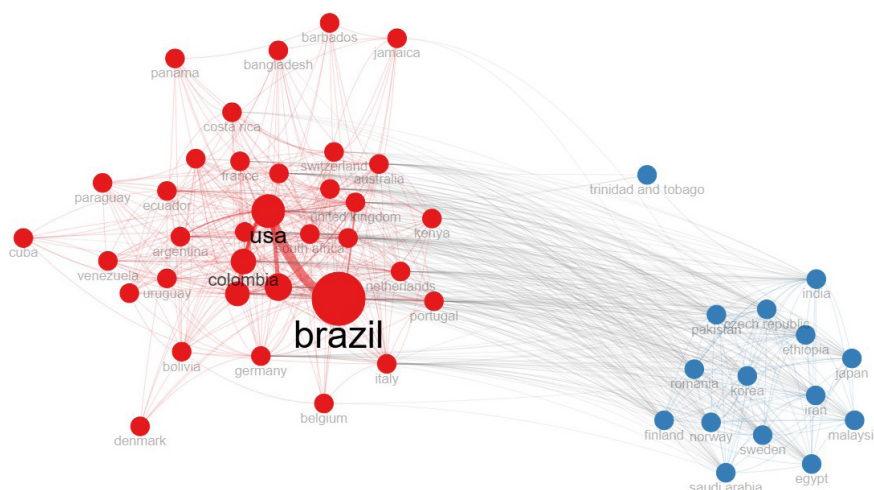 barbados
jamaica
bangladesh
panama
costa rica
switzerland
france
australia
trinidad and tobago
paraguay
ecuador
united kingdom
kenya
usa
south africa
cuba
argentina
venezuela
colombia
netherlands
uruguay
india
portugal
brazil
pakistan
czech republic
ethiopia
bolivia
germany
japan
italy
romania
korea
iran
belgium
denmark
finland
norway
malaysi
sweden
egypt
saudi arabia